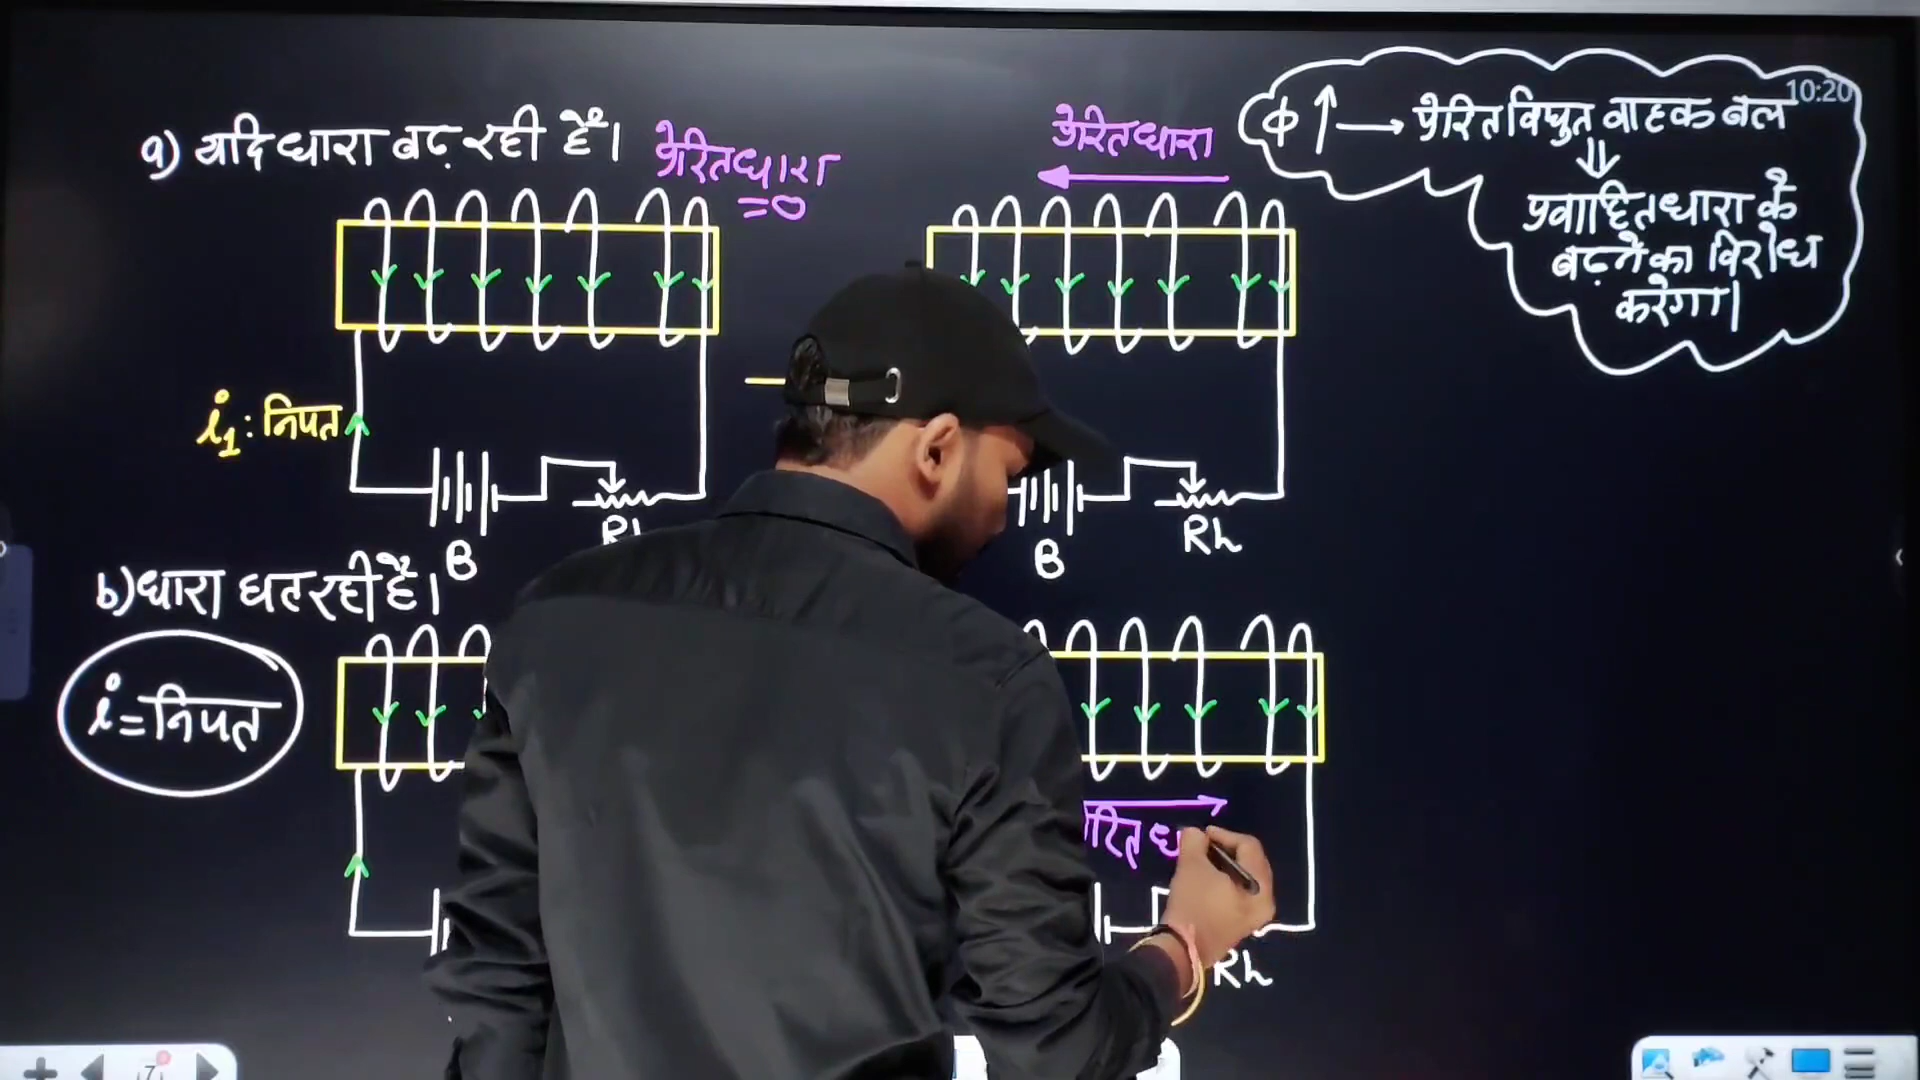 a) यदि धारा बढ़ रही है।
प्रेरित धारा
=0
प्रेरित धारा
10:20
ϕ ↑ → प्रेरित विघुत वाहक बल
⇓
प्रवाहित धारा के
बढ़ने का विरोध
करेगा।
i₁: नियत
B
Rh
B
Rh
b) धारा घट रही है।
i = नियत
Rh
7